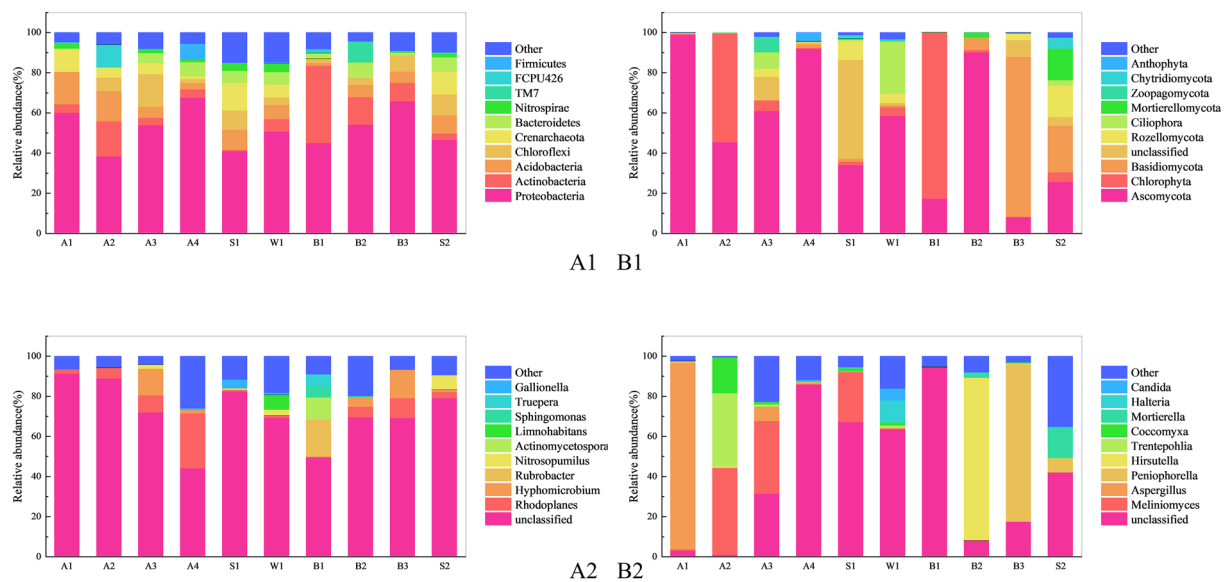 Relative abundance(%)
100
80
60
40
20
0
A1 A2 A3 A4 S1 W1 B1 B2 B3 S2
Other
Firmicutes
FCPU426
TM7
Nitrospirae
Bacteroidetes
Crenarchaeota
Chloroflexi
Acidobacteria
Actinobacteria
Proteobacteria
Relative abundance(%)
100
80
60
40
20
0
A1 A2 A3 A4 S1 W1 B1 B2 B3 S2
Other
Anthophyta
Chytridiomycota
Zoopagomycota
Mortierellomycota
Ciliophora
Rozellomycota
unclassified
Basidiomycota
Chlorophyta
Ascomycota
A1 B1
Relative abundance(%)
100
80
60
40
20
0
A1 A2 A3 A4 S1 W1 B1 B2 B3 S2
Other
Gallionella
Truepera
Sphingomonas
Limnohabitans
Actinomycetospora
Nitrosopumilus
Rubrobacter
Hyphomicrobium
Rhodoplanes
unclassified
Relative abundance(%)
100
80
60
40
20
0
A1 A2 A3 A4 S1 W1 B1 B2 B3 S2
Other
Candida
Halteria
Mortierella
Coccomyxa
Trentepohlia
Hirsutella
Peniophorella
Aspergillus
Meliniomyces
unclassified
A2 B2